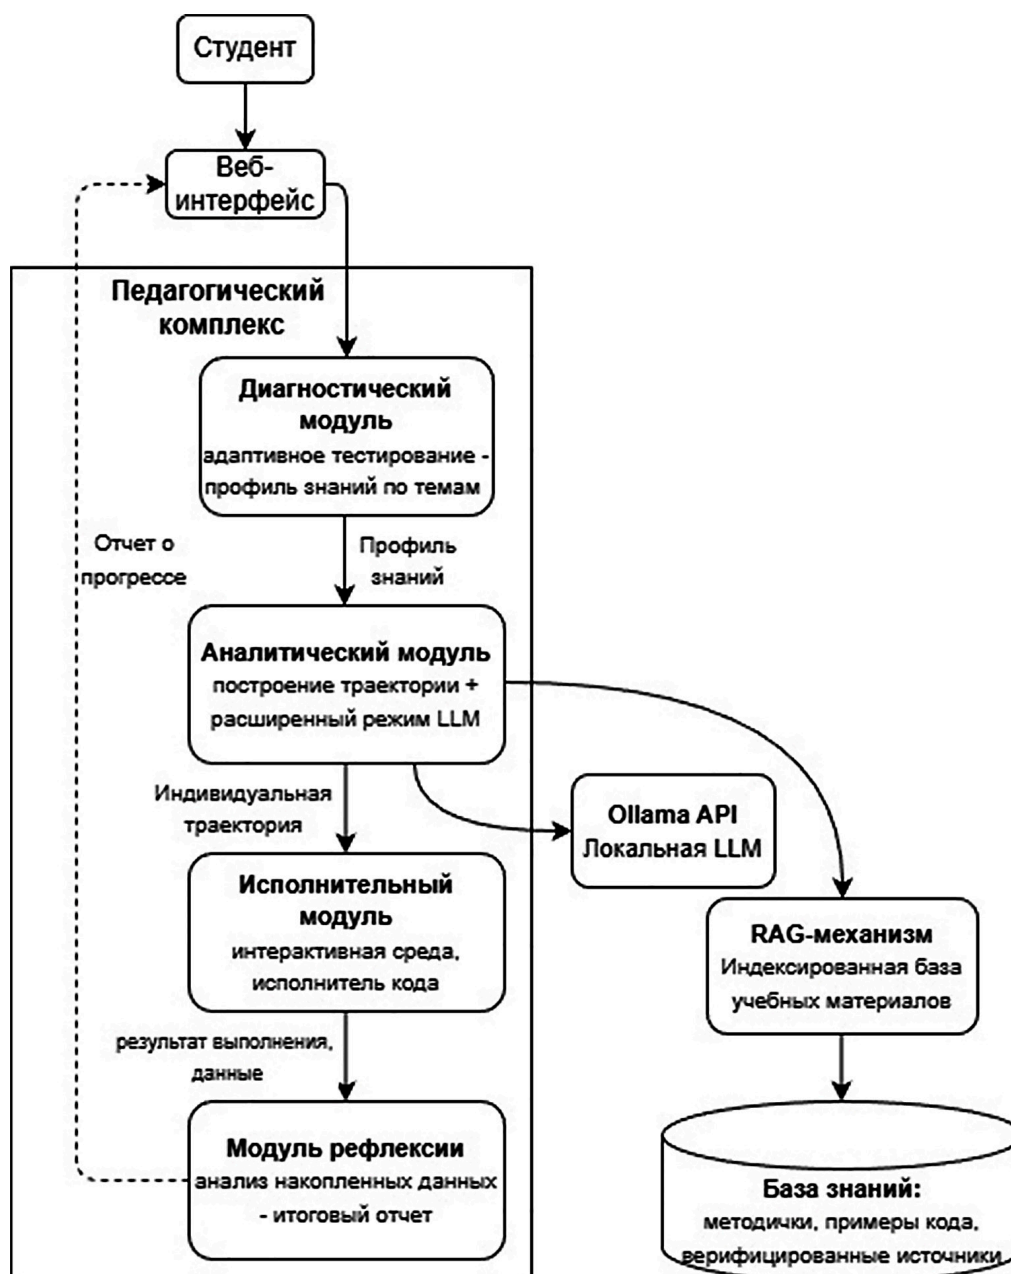 Студент
Веб-
интерфейс
Педагогический
комплекс
Диагностический
модуль
адаптивное тестирование -
профиль знаний по темам
Отчет о
прогрессе
Профиль
знаний
Аналитический модуль
построение траектории +
расширенный режим LLM
Индивидуальная
траектория
Ollama API
Локальная LLM
Исполнительный
модуль
интерактивная среда,
исполнитель кода
RAG-механизм
Индексированная база
учебных материалов
результат выполнения,
данные
Модуль рефлексии
анализ накопленных данных
- итоговый отчет
База знаний:
методички, примеры кода,
верифицированные источники